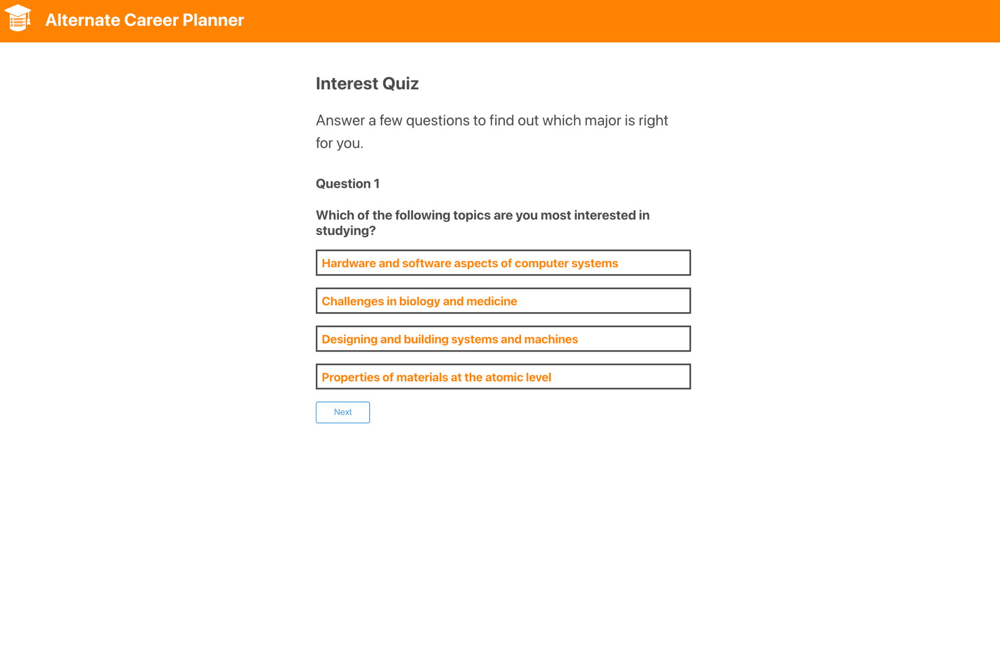 Alternate Career Planner
Interest Quiz
Answer a few questions to find out which major is right
for you.
Question 1
Which of the following topics are you most interested in
studying?
Hardware and software aspects of computer systems
Challenges in biology and medicine
Designing and building systems and machines
Properties of materials at the atomic level
Next